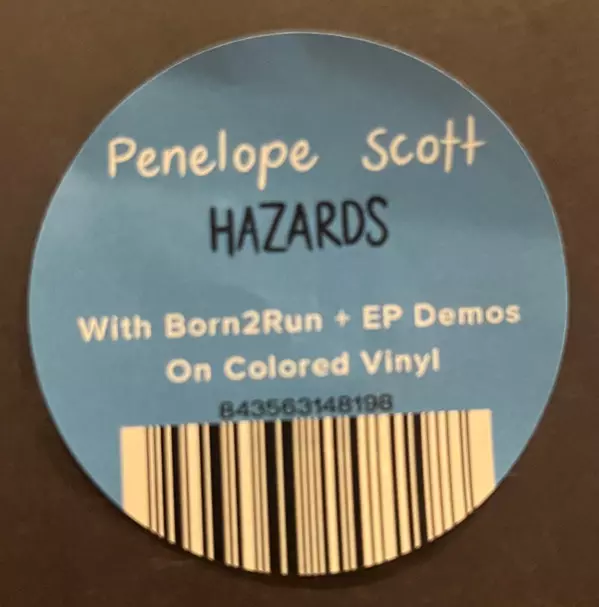 Penelope Scott
HAZARDS
With Born2Run + EP Demos
On Colored Vinyl
843563148198